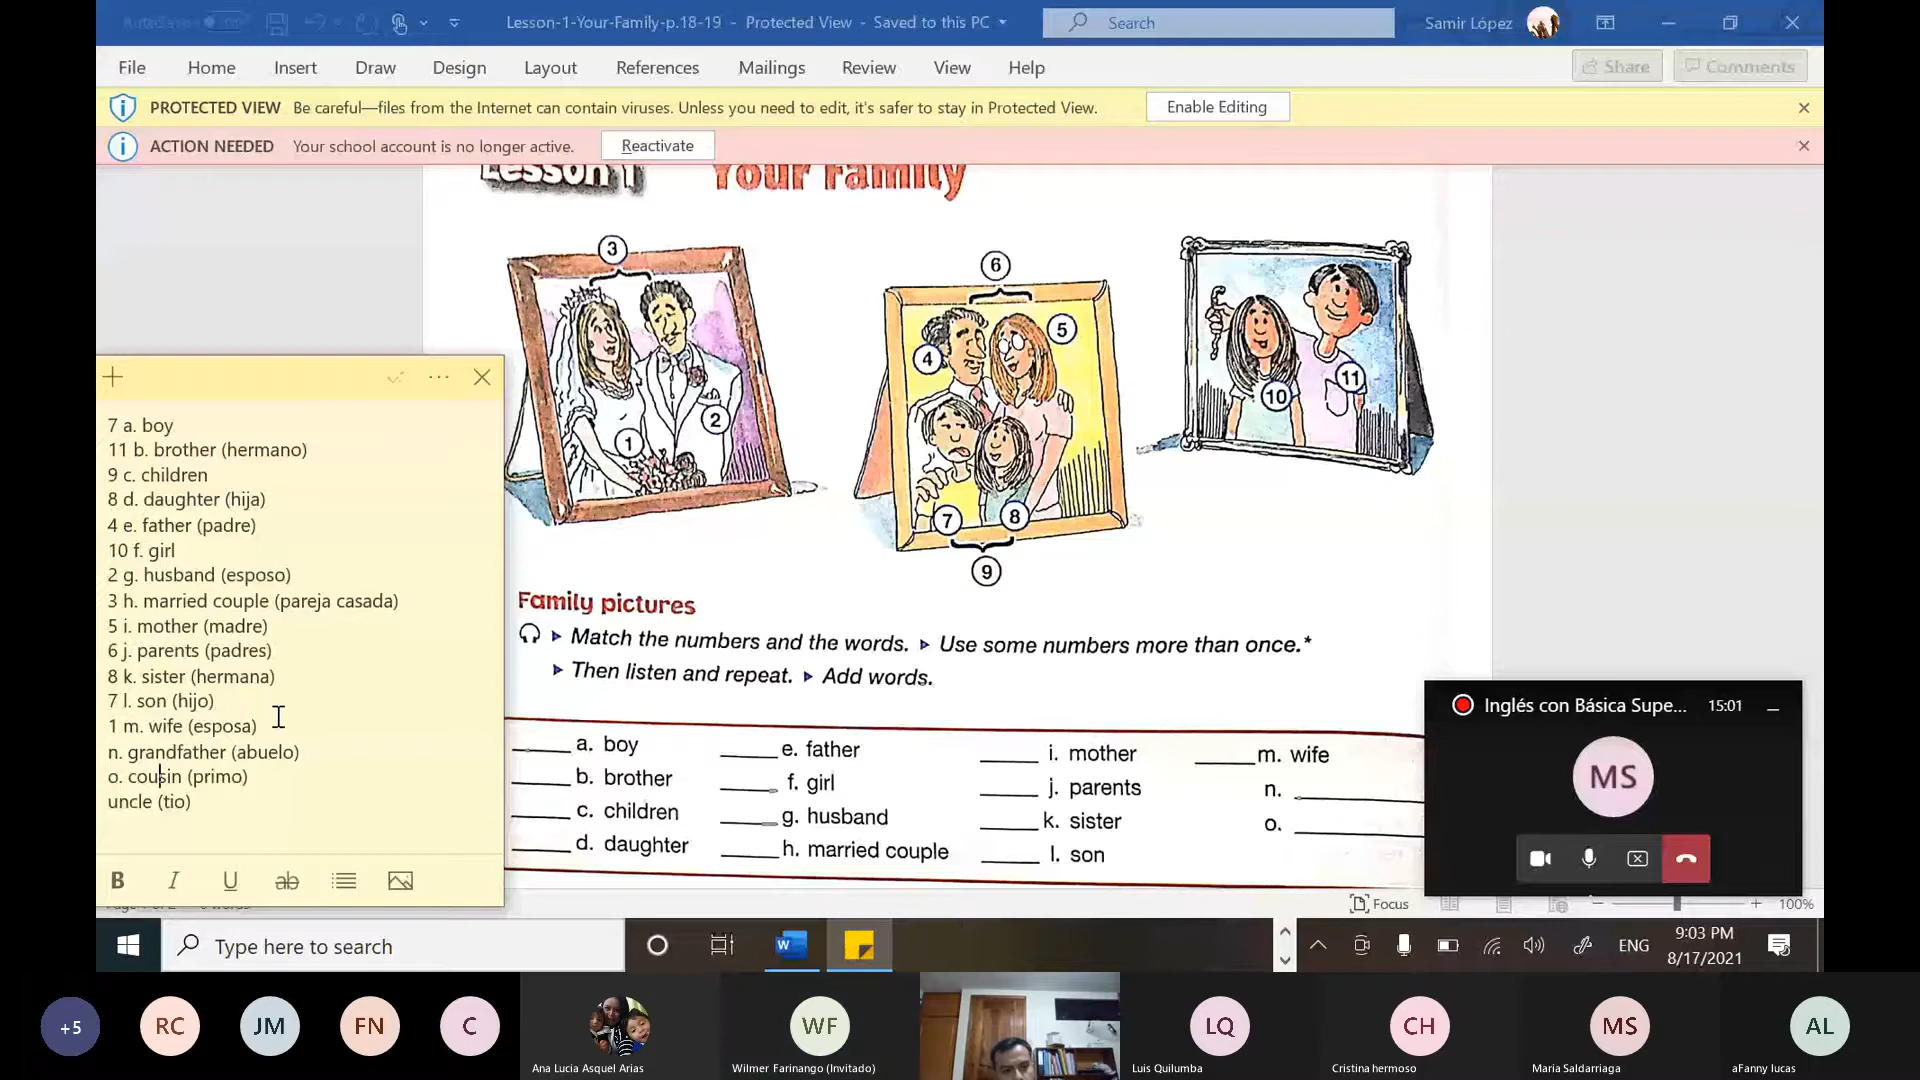 AutoSave Off
Lesson-1-Your-Family-p.18-19 - Protected View - Saved to this PC
Search
Samir López
File Home Insert Draw Design Layout References Mailings Review View Help
Share Comments
PROTECTED VIEW Be careful—files from the Internet can contain viruses. Unless you need to edit, it's safer to stay in Protected View. Enable Editing
ACTION NEEDED Your school account is no longer active. Reactivate
Lesson 1 Your Family
3
1
2
6
4
5
7
8
9
10
11
7 a. boy
11 b. brother (hermano)
9 c. children
8 d. daughter (hija)
4 e. father (padre)
10 f. girl
2 g. husband (esposo)
3 h. married couple (pareja casada)
5 i. mother (madre)
6 j. parents (padres)
8 k. sister (hermana)
7 l. son (hijo)
1 m. wife (esposa)
n. grandfather (abuelo)
o. cousin (primo)
uncle (tio)
B I U ab
Family pictures
Match the numbers and the words. Use some numbers more than once.*
Then listen and repeat. Add words.
a. boy
b. brother
c. children
d. daughter
e. father
f. girl
g. husband
h. married couple
i. mother
j. parents
k. sister
l. son
m. wife
n.
o.
Inglés con Básica Supe... 15:01
MS
Focus
100%
Type here to search
W
ENG
9:03 PM
8/17/2021
+5
RC
JM
FN
C
Ana Lucia Asquel Arias
WF
Wilmer Farinango (Invitado)
LQ
Luis Quilumba
CH
Cristina hermoso
MS
Maria Saldarriaga
AL
aFanny lucas